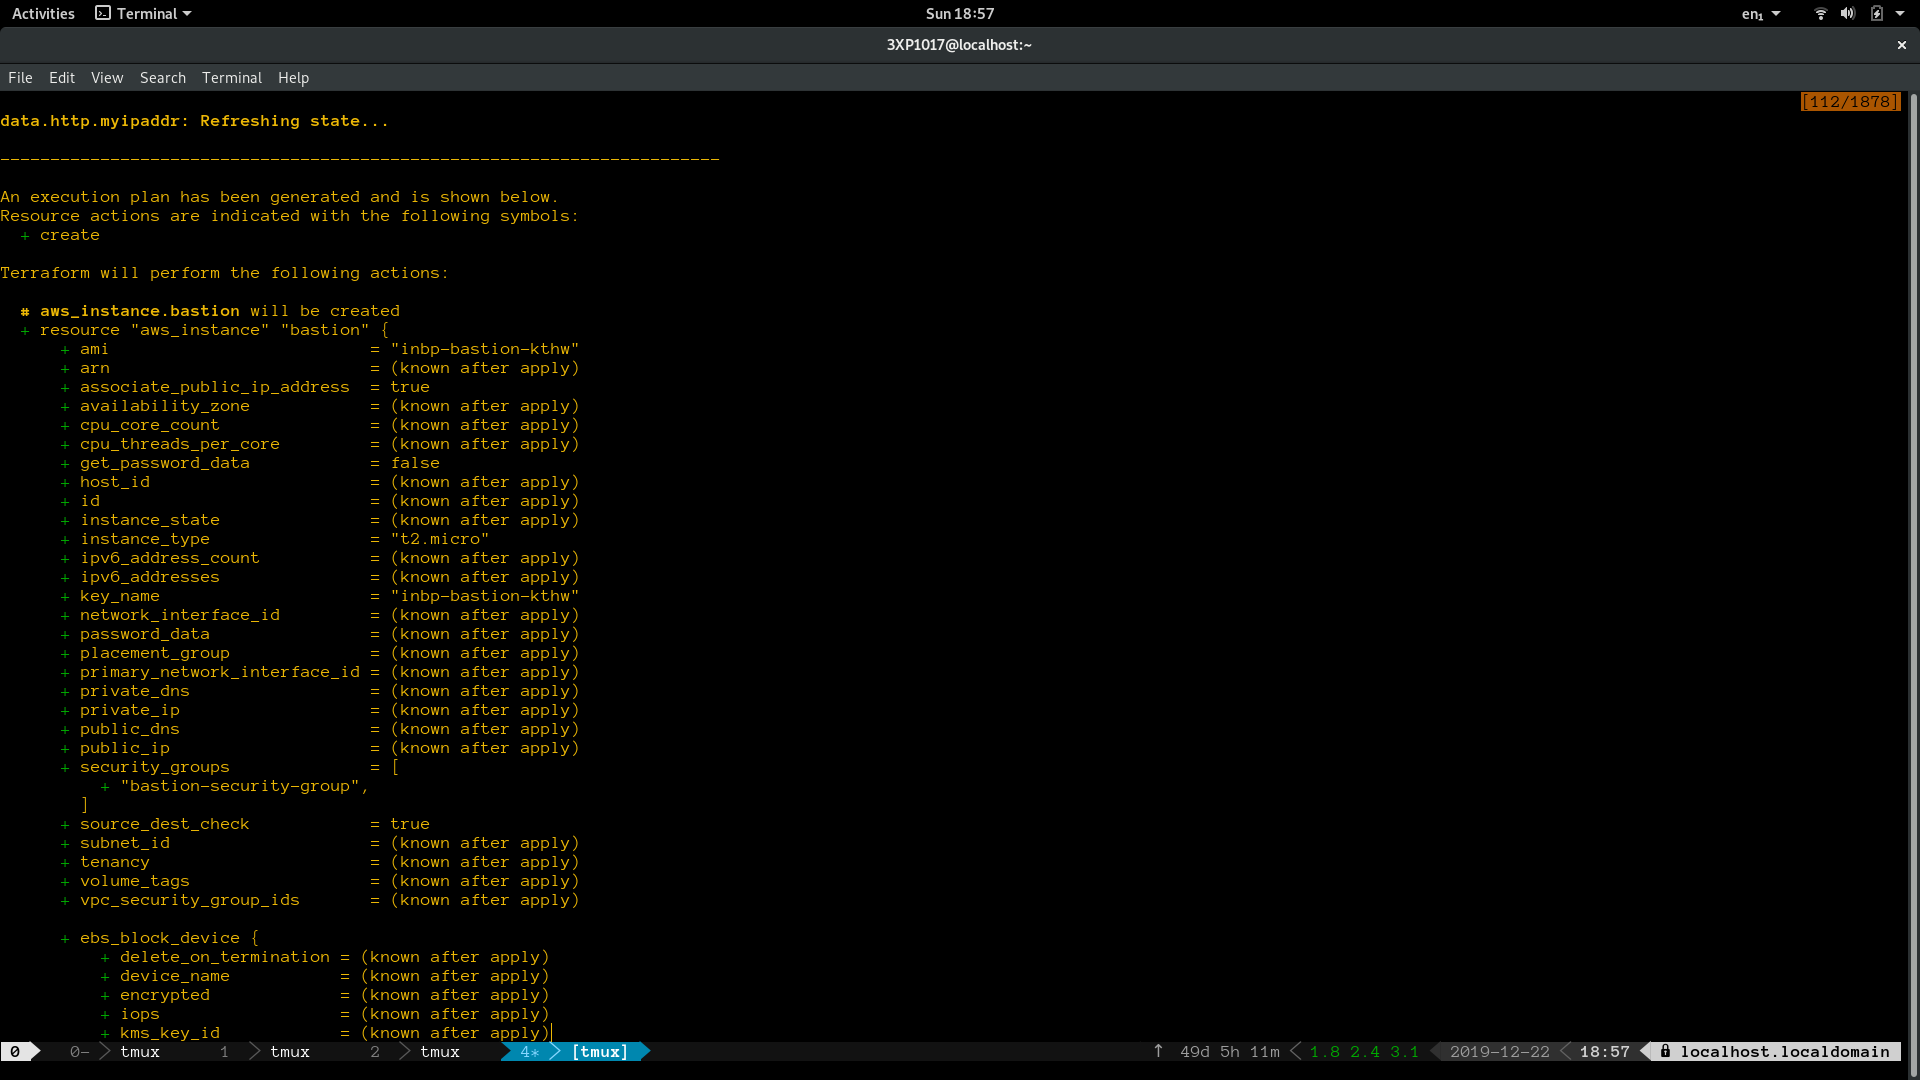 Activities Terminal Sun 18:57 en₁
3XP1017@localhost:~ ×
File Edit View Search Terminal Help
[112/1878]
data.http.myipaddr: Refreshing state...
------------------------------------------------------------------------
An execution plan has been generated and is shown below.
Resource actions are indicated with the following symbols:
  + create
Terraform will perform the following actions:
  # aws_instance.bastion will be created
  + resource "aws_instance" "bastion" {
      + ami                          = "inbp-bastion-kthw"
      + arn                          = (known after apply)
      + associate_public_ip_address  = true
      + availability_zone            = (known after apply)
      + cpu_core_count               = (known after apply)
      + cpu_threads_per_core         = (known after apply)
      + get_password_data            = false
      + host_id                      = (known after apply)
      + id                           = (known after apply)
      + instance_state               = (known after apply)
      + instance_type                = "t2.micro"
      + ipv6_address_count           = (known after apply)
      + ipv6_addresses               = (known after apply)
      + key_name                     = "inbp-bastion-kthw"
      + network_interface_id         = (known after apply)
      + password_data                = (known after apply)
      + placement_group              = (known after apply)
      + primary_network_interface_id = (known after apply)
      + private_dns                  = (known after apply)
      + private_ip                   = (known after apply)
      + public_dns                   = (known after apply)
      + public_ip                    = (known after apply)
      + security_groups              = [
          + "bastion-security-group",
        ]
      + source_dest_check            = true
      + subnet_id                    = (known after apply)
      + tenancy                      = (known after apply)
      + volume_tags                  = (known after apply)
      + vpc_security_group_ids       = (known after apply)
      + ebs_block_device {
          + delete_on_termination = (known after apply)
          + device_name           = (known after apply)
          + encrypted             = (known after apply)
          + iops                  = (known after apply)
          + kms_key_id            = (known after apply)
0 0- tmux 1 tmux 2 tmux 4* [tmux] ↑ 49d 5h 11m 1.8 2.4 3.1 2019-12-22 18:57 localhost.localdomain